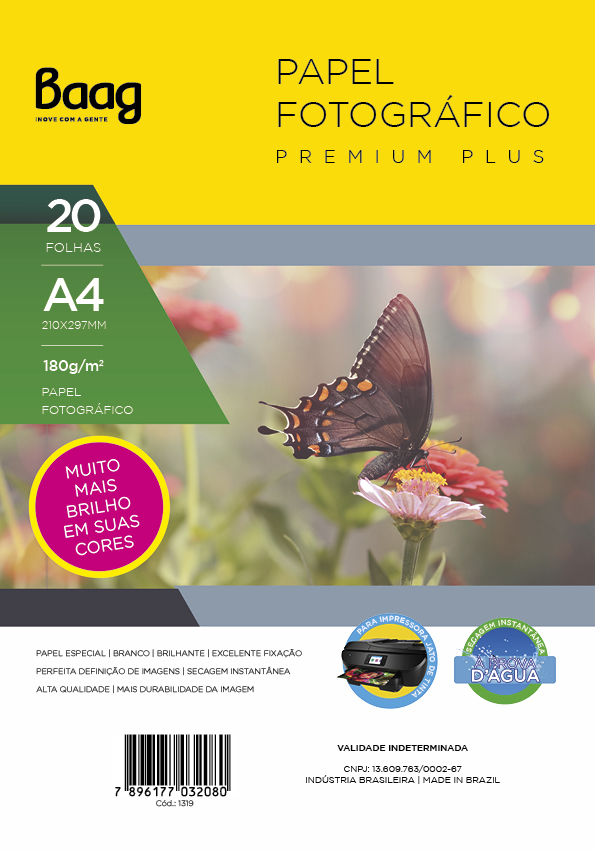 Baag
INOVE COM A GENTE
PAPEL
FOTOGRÁFICO
PREMIUM PLUS
20
FOLHAS
A4
210X297MM
180g/m²
PAPEL
FOTOGRÁFICO
MUITO
MAIS
BRILHO
EM SUAS
CORES
PAPEL ESPECIAL | BRANCO | BRILHANTE | EXCELENTE FIXAÇÃO
PERFEITA DEFINIÇÃO DE IMAGENS | SECAGEM INSTANTÂNEA
ALTA QUALIDADE | MAIS DURABILIDADE DA IMAGEM
PARA IMPRESSORA JATO DE TINTA
SECAGEM INSTANTÂNEA
À PROVA
D'ÁGUA
7 896177 032080
Cód.: 1319
VALIDADE INDETERMINADA
CNPJ: 13.609.763/0002-67
INDÚSTRIA BRASILEIRA | MADE IN BRAZIL